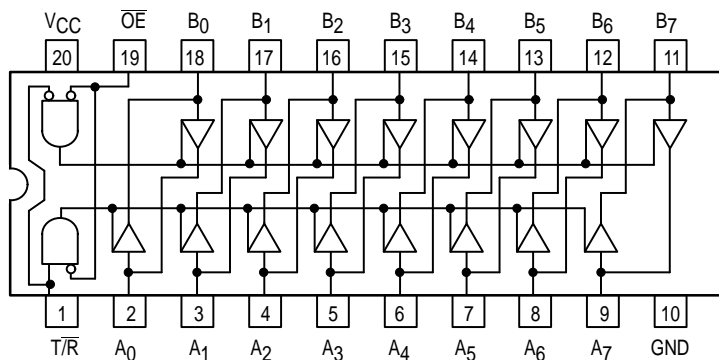 VCC OE B0 B1 B2 B3 B4 B5 B6 B7
20 19 18 17 16 15 14 13 12 11
1 2 3 4 5 6 7 8 9 10
T/R A0 A1 A2 A3 A4 A5 A6 A7 GND